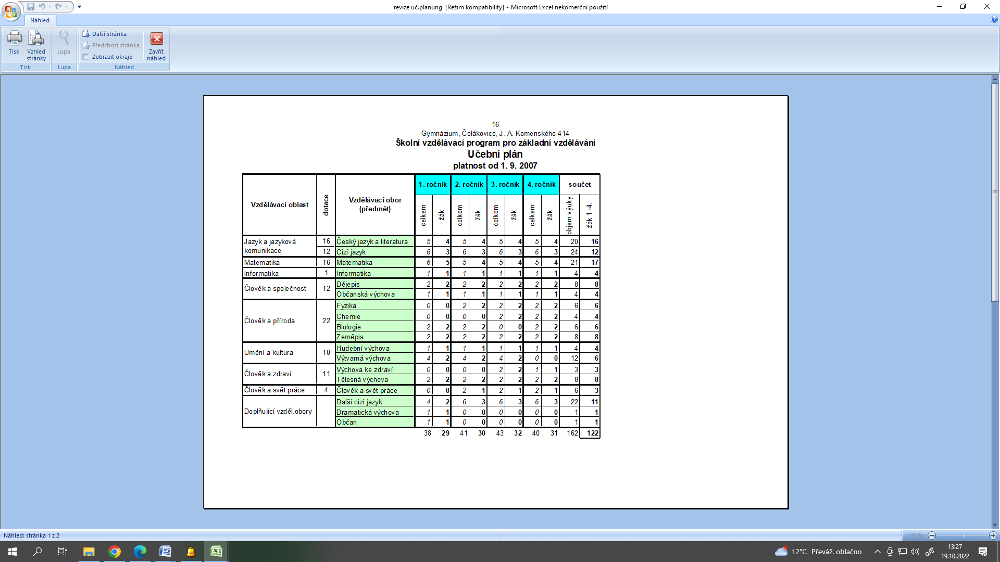 revize uč.planung [Režim kompatibility] - Microsoft Excel nekomerční použití
Náhled
Tisk
Vzhled stránky
Tisk
Lupa
Lupa
Další stránka
Předchozí stránka
Zobrazit okraje
Zavřít náhled
Náhled
16
Gymnázium, Čelákovice, J. A. Komenského 414
Školní vzdělávací program pro základní vzdělávání
Učební plán
platnost od 1. 9. 2007
Vzdělávací oblast dotace Vzdělávací obor (předmět) 1. ročník 2. ročník 3. ročník 4. ročník součet
celkem žák celkem žák celkem žák celkem žák objem výuky žák 1.-4.
Jazyk a jazyková komunikace 16 Český jazyk a literatura 5 4 5 4 5 4 5 4 20 16
12 Cizí jazyk 6 3 6 3 6 3 6 3 24 12
Matematika 16 Matematika 6 5 5 4 5 4 5 4 21 17
Informatika 1 Informatika 1 1 1 1 1 1 1 1 4 4
Člověk a společnost 12 Dějepis 2 2 2 2 2 2 2 2 8 8
Občanská výchova 1 1 1 1 1 1 1 1 4 4
Člověk a příroda 22 Fyzika 0 0 2 2 2 2 2 2 6 6
Chemie 0 0 0 0 2 2 2 2 4 4
Biologie 2 2 2 2 0 0 2 2 6 6
Zeměpis 2 2 2 2 2 2 2 2 8 8
Umění a kultura 10 Hudební výchova 1 1 1 1 1 1 1 1 4 4
Výtvarná výchova 4 2 4 2 4 2 0 0 12 6
Člověk a zdraví 11 Výchova ke zdraví 0 0 0 0 2 2 1 1 3 3
Tělesná výchova 2 2 2 2 2 2 2 2 8 8
Člověk a svět práce 4 Člověk a svět práce 0 0 2 1 2 1 2 1 6 3
Doplňující vzděl.obory Další cizí jazyk 4 2 6 3 6 3 6 3 22 11
Dramatická výchova 1 1 0 0 0 0 0 0 1 1
Občan 1 1 0 0 0 0 0 0 1 1
38 29 41 30 43 32 40 31 162 122
Náhled: stránka 1 z 2
100 %
12°C Převáž. oblačno
13:27
19.10.2022